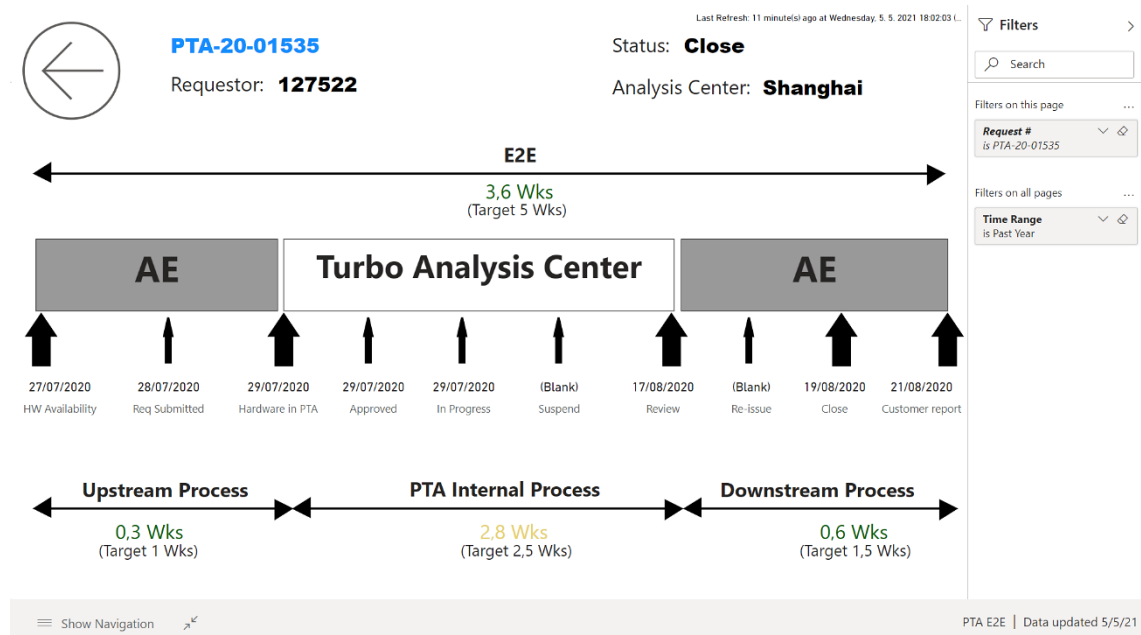 Last Refresh: 11 minute(s) ago at Wednesday, 5. 5. 2021 18:02:03 (...
PTA-20-01535
Status: Close
Requestor: 127522
Analysis Center: Shanghai
E2E
3,6 Wks
(Target 5 Wks)
AE
Turbo Analysis Center
AE
27/07/2020
28/07/2020
29/07/2020
29/07/2020
29/07/2020
(Blank)
17/08/2020
(Blank)
19/08/2020
21/08/2020
HW Availability
Req Submitted
Hardware in PTA
Approved
In Progress
Suspend
Review
Re-issue
Close
Customer report
Upstream Process
PTA Internal Process
Downstream Process
0,3 Wks
(Target 1 Wks)
2,8 Wks
(Target 2,5 Wks)
0,6 Wks
(Target 1,5 Wks)
Filters
Search
Filters on this page
...
Request #
is PTA-20-01535
Filters on all pages
...
Time Range
is Past Year
Show Navigation
PTA E2E | Data updated 5/5/21